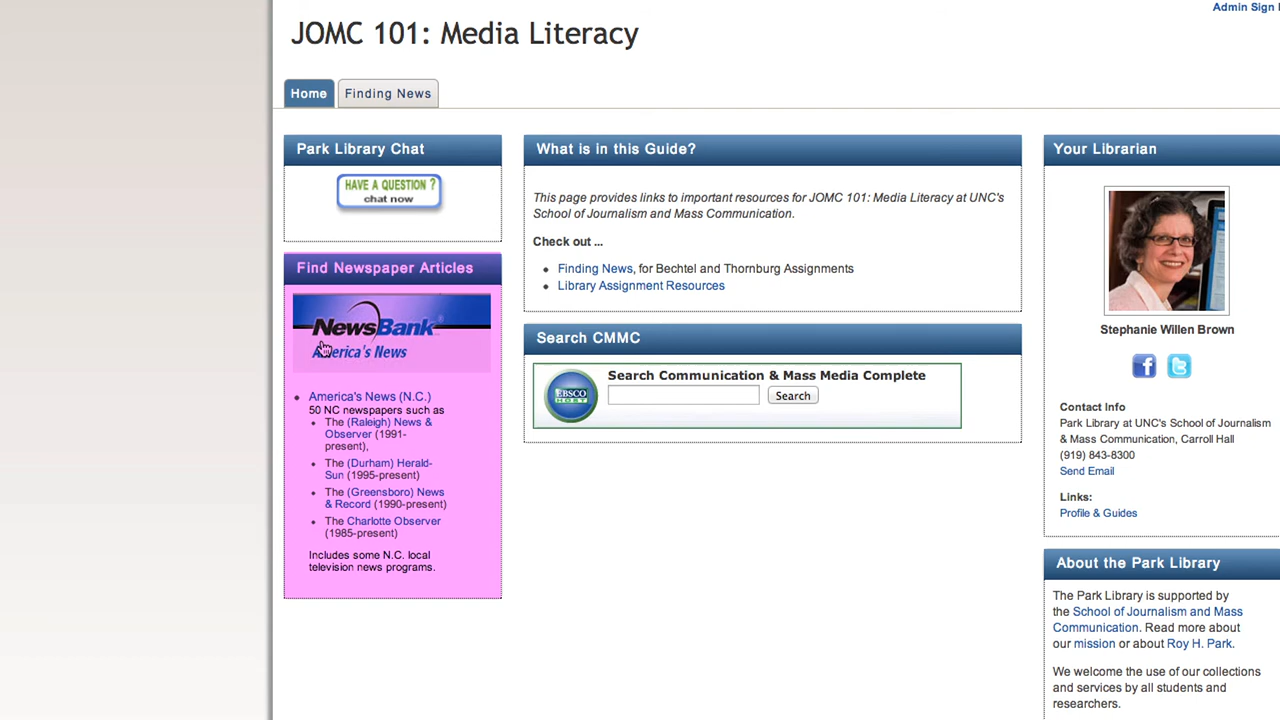 Admin Sign
JOMC 101: Media Literacy
Home
Finding News
Park Library Chat
HAVE A QUESTION ?
chat now
Find Newspaper Articles
NewsBank
America's News
America's News (N.C.)
50 NC newspapers such as
The (Raleigh) News &
Observer (1991-
present),
The (Durham) Herald-
Sun (1995-present)
The (Greensboro) News
& Record (1990-present)
The Charlotte Observer
(1985-present)
Includes some N.C. local
television news programs.
What is in this Guide?
This page provides links to important resources for JOMC 101: Media Literacy at UNC's
School of Journalism and Mass Communication.
Check out ...
Finding News, for Bechtel and Thornburg Assignments
Library Assignment Resources
Search CMMC
EBSCO
HOST
Search Communication & Mass Media Complete
Search
Your Librarian
Stephanie Willen Brown
Contact Info
Park Library at UNC's School of Journalism
& Mass Communication, Carroll Hall
(919) 843-8300
Send Email
Links:
Profile & Guides
About the Park Library
The Park Library is supported by
the School of Journalism and Mass
Communication. Read more about
our mission or about Roy H. Park.
We welcome the use of our collections
and services by all students and
researchers.